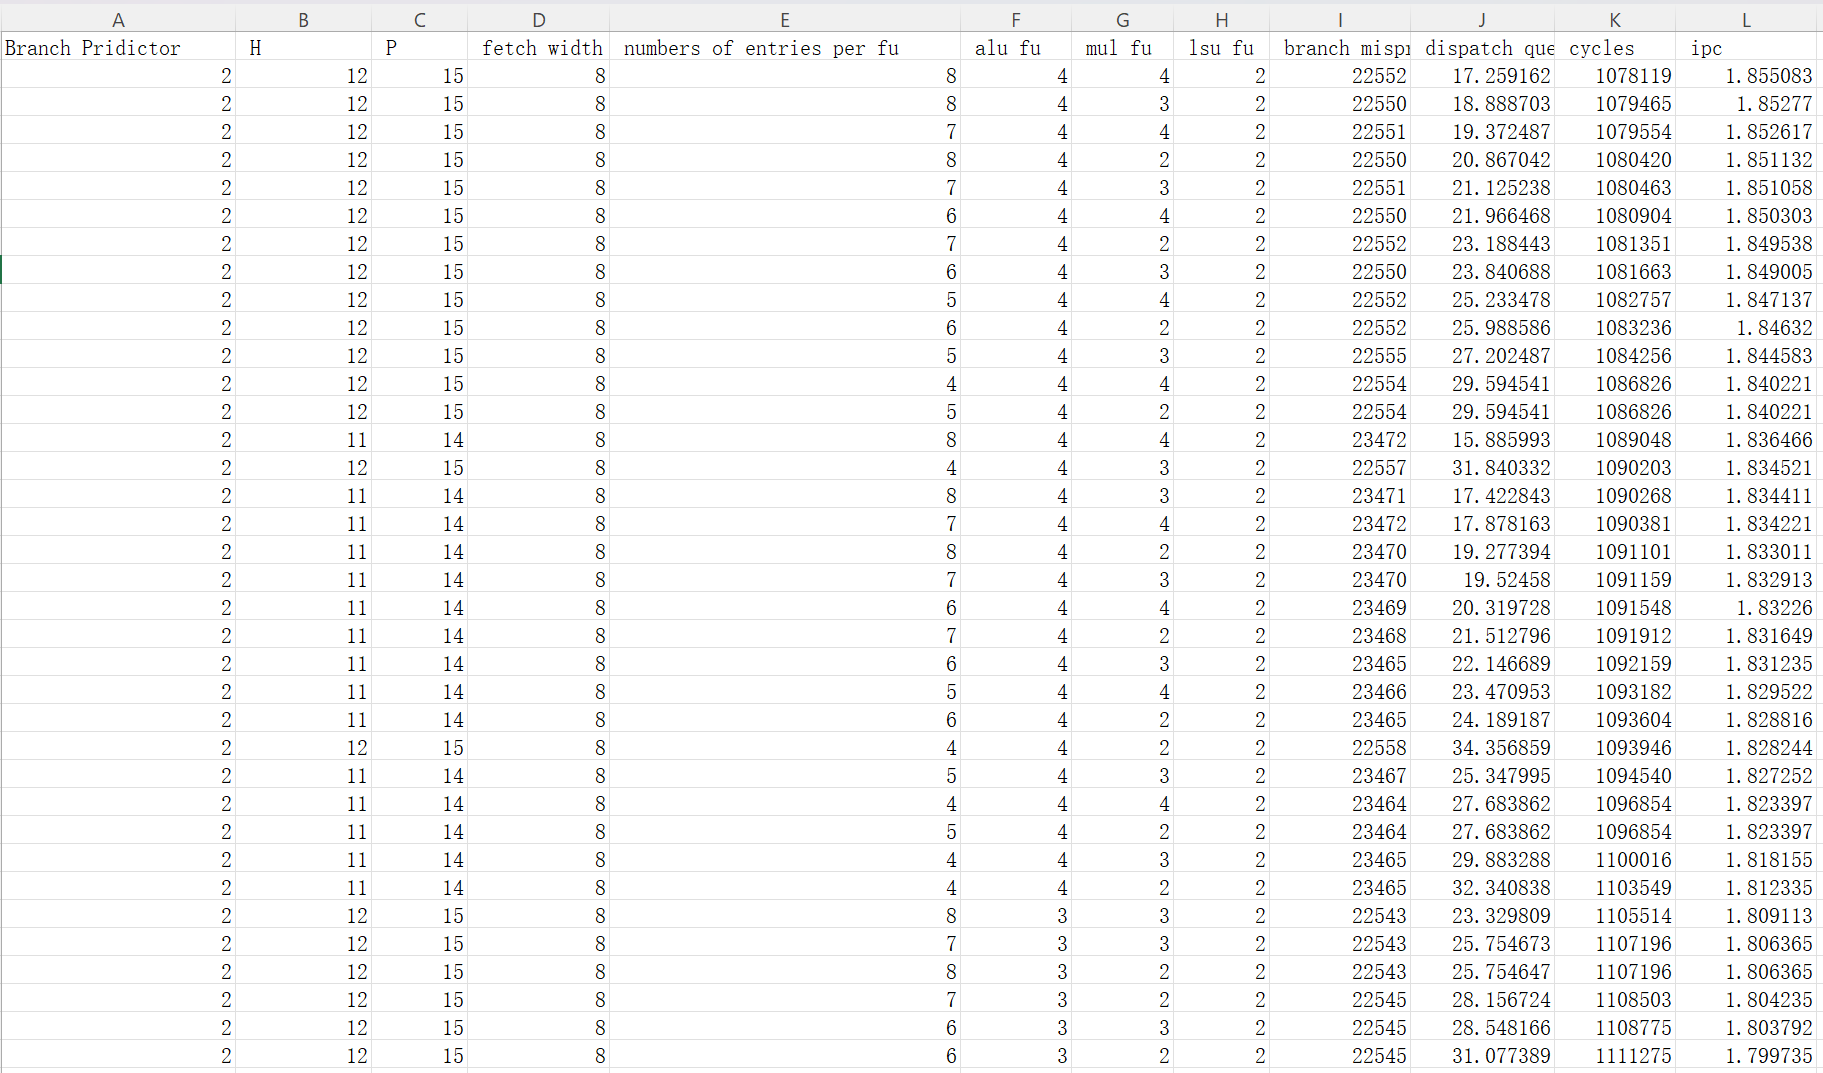 A B C D E F G H I J K L
Branch Pridictor H P fetch width numbers of entries per fu alu fu mul fu lsu fu branch mispr dispatch que cycles ipc
2 12 15 8 8 4 4 2 22552 17.259162 1078119 1.855083
2 12 15 8 8 4 3 2 22550 18.888703 1079465 1.85277
2 12 15 8 7 4 4 2 22551 19.372487 1079554 1.852617
2 12 15 8 8 4 2 2 22550 20.867042 1080420 1.851132
2 12 15 8 7 4 3 2 22551 21.125238 1080463 1.851058
2 12 15 8 6 4 4 2 22550 21.966468 1080904 1.850303
2 12 15 8 7 4 2 2 22552 23.188443 1081351 1.849538
2 12 15 8 6 4 3 2 22550 23.840688 1081663 1.849005
2 12 15 8 5 4 4 2 22552 25.233478 1082757 1.847137
2 12 15 8 6 4 2 2 22552 25.988586 1083236 1.84632
2 12 15 8 5 4 3 2 22555 27.202487 1084256 1.844583
2 12 15 8 4 4 4 2 22554 29.594541 1086826 1.840221
2 12 15 8 5 4 2 2 22554 29.594541 1086826 1.840221
2 11 14 8 8 4 4 2 23472 15.885993 1089048 1.836466
2 12 15 8 4 4 3 2 22557 31.840332 1090203 1.834521
2 11 14 8 8 4 3 2 23471 17.422843 1090268 1.834411
2 11 14 8 7 4 4 2 23472 17.878163 1090381 1.834221
2 11 14 8 8 4 2 2 23470 19.277394 1091101 1.833011
2 11 14 8 7 4 3 2 23470 19.52458 1091159 1.832913
2 11 14 8 6 4 4 2 23469 20.319728 1091548 1.83226
2 11 14 8 7 4 2 2 23468 21.512796 1091912 1.831649
2 11 14 8 6 4 3 2 23465 22.146689 1092159 1.831235
2 11 14 8 5 4 4 2 23466 23.470953 1093182 1.829522
2 11 14 8 6 4 2 2 23465 24.189187 1093604 1.828816
2 12 15 8 4 4 2 2 22558 34.356859 1093946 1.828244
2 11 14 8 5 4 3 2 23467 25.347995 1094540 1.827252
2 11 14 8 4 4 4 2 23464 27.683862 1096854 1.823397
2 11 14 8 5 4 2 2 23464 27.683862 1096854 1.823397
2 11 14 8 4 4 3 2 23465 29.883288 1100016 1.818155
2 11 14 8 4 4 2 2 23465 32.340838 1103549 1.812335
2 12 15 8 8 3 3 2 22543 23.329809 1105514 1.809113
2 12 15 8 7 3 3 2 22543 25.754673 1107196 1.806365
2 12 15 8 8 3 2 2 22543 25.754647 1107196 1.806365
2 12 15 8 7 3 2 2 22545 28.156724 1108503 1.804235
2 12 15 8 6 3 3 2 22545 28.548166 1108775 1.803792
2 12 15 8 6 3 2 2 22545 31.077389 1111275 1.799735